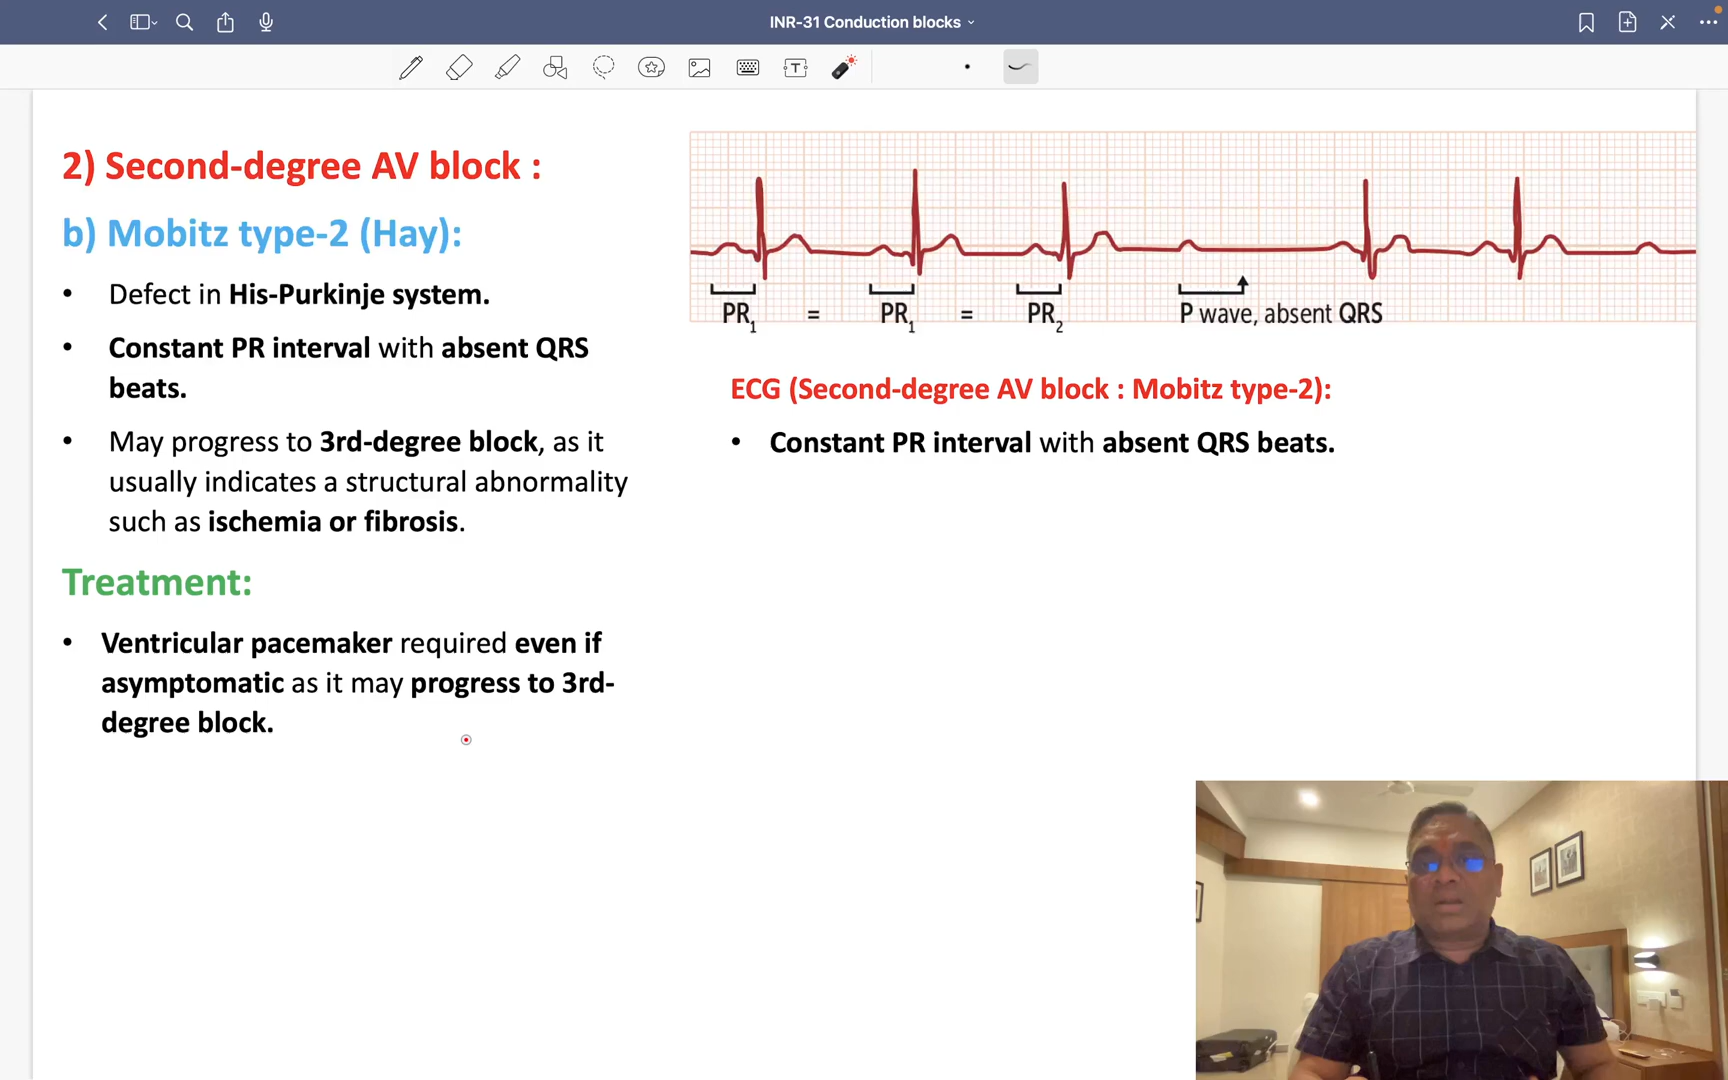 INR-31 Conduction blocks
2) Second-degree AV block :
b) Mobitz type-2 (Hay):
• Defect in His-Purkinje system.
• Constant PR interval with absent QRS
beats.
• May progress to 3rd-degree block, as it
usually indicates a structural abnormality
such as ischemia or fibrosis.
Treatment:
• Ventricular pacemaker required even if
asymptomatic as it may progress to 3rd-
degree block.
PR₁ = PR₁ = PR₂ P wave, absent QRS
ECG (Second-degree AV block : Mobitz type-2):
• Constant PR interval with absent QRS beats.